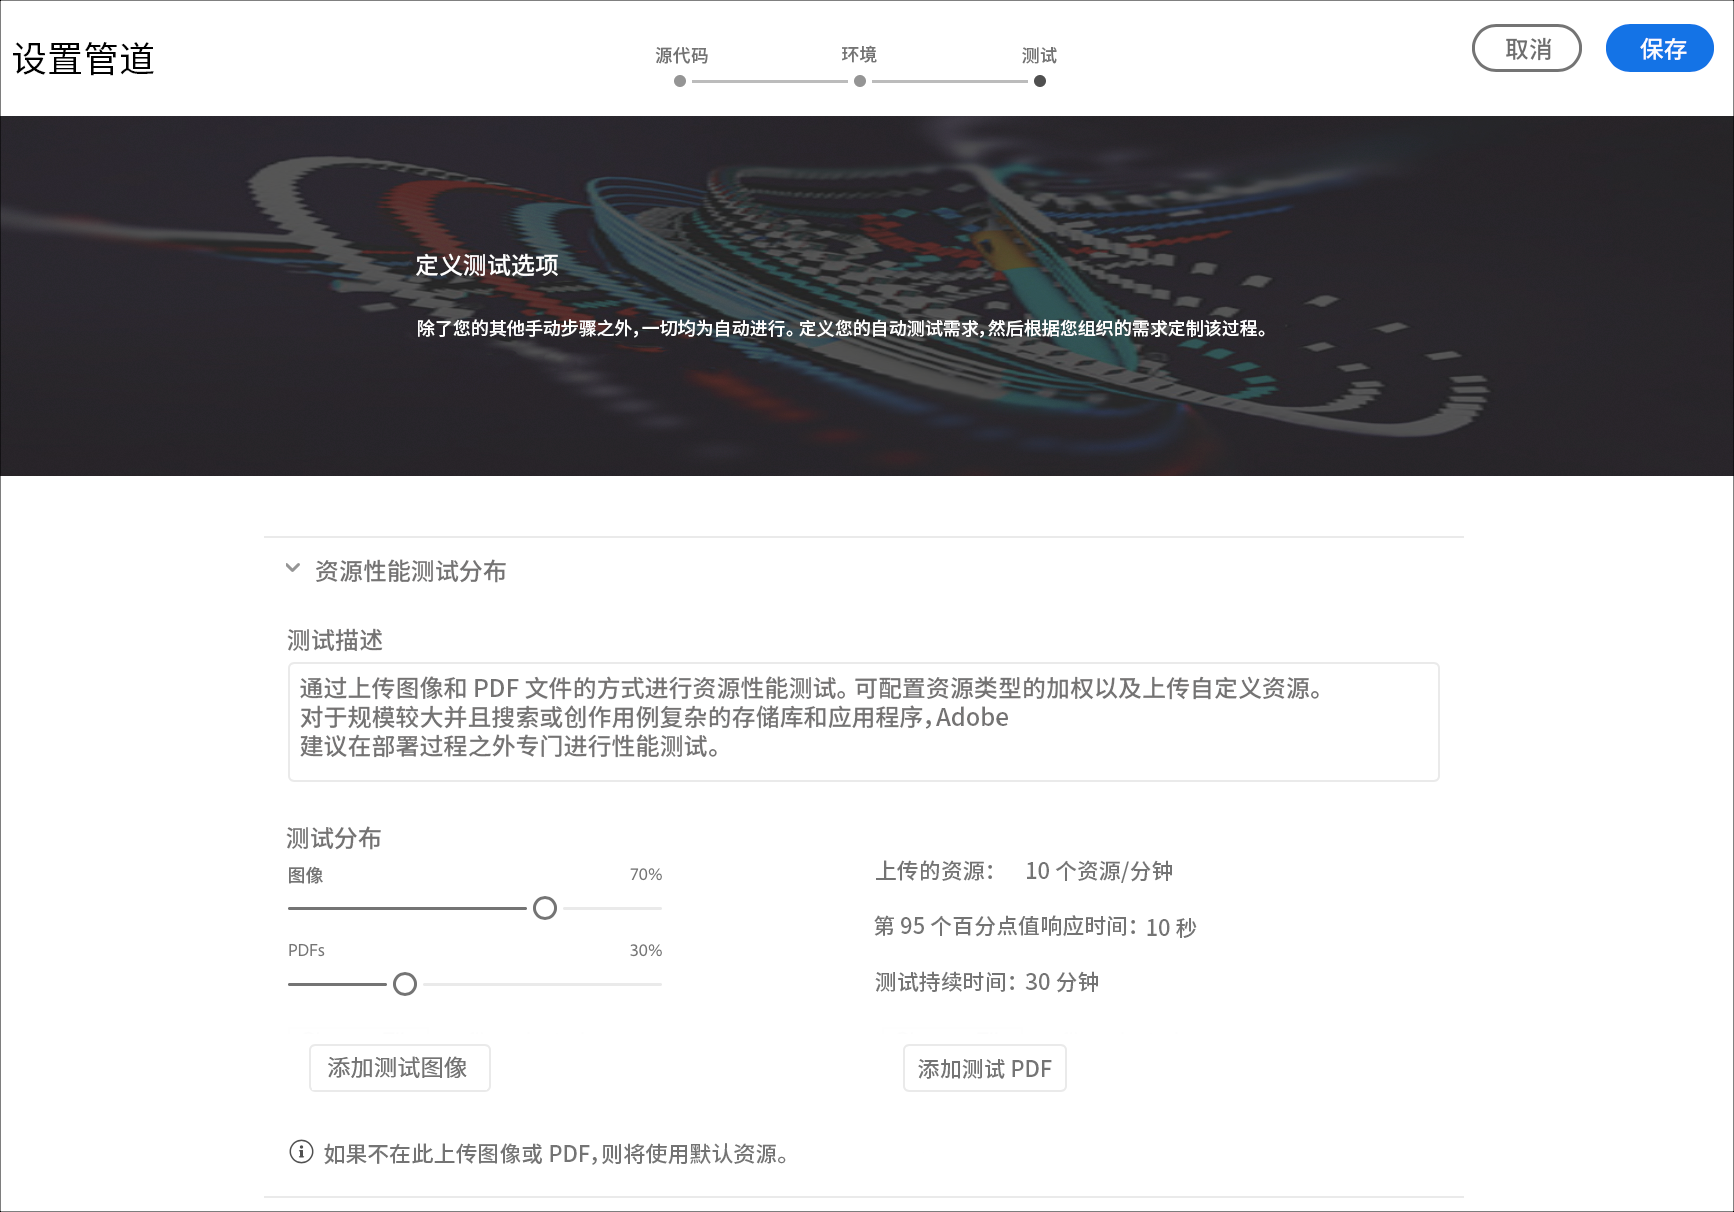 设置管道
源代码
环境
测试
取消
保存
定义测试选项
除了您的其他手动步骤之外，一切均为自动进行。定义您的自动测试需求，然后根据您组织的需求定制该过程。
资源性能测试分布
测试描述
通过上传图像和 PDF 文件的方式进行资源性能测试。可配置资源类型的加权以及上传自定义资源。
对于规模较大并且搜索或创作用例复杂的存储库和应用程序，Adobe
建议在部署过程之外专门进行性能测试。
测试分布
图像
70%
PDFs
30%
上传的资源： 10 个资源/分钟
第 95 个百分点值响应时间：10 秒
测试持续时间：30 分钟
添加测试图像
添加测试 PDF
如果不在此上传图像或 PDF，则将使用默认资源。